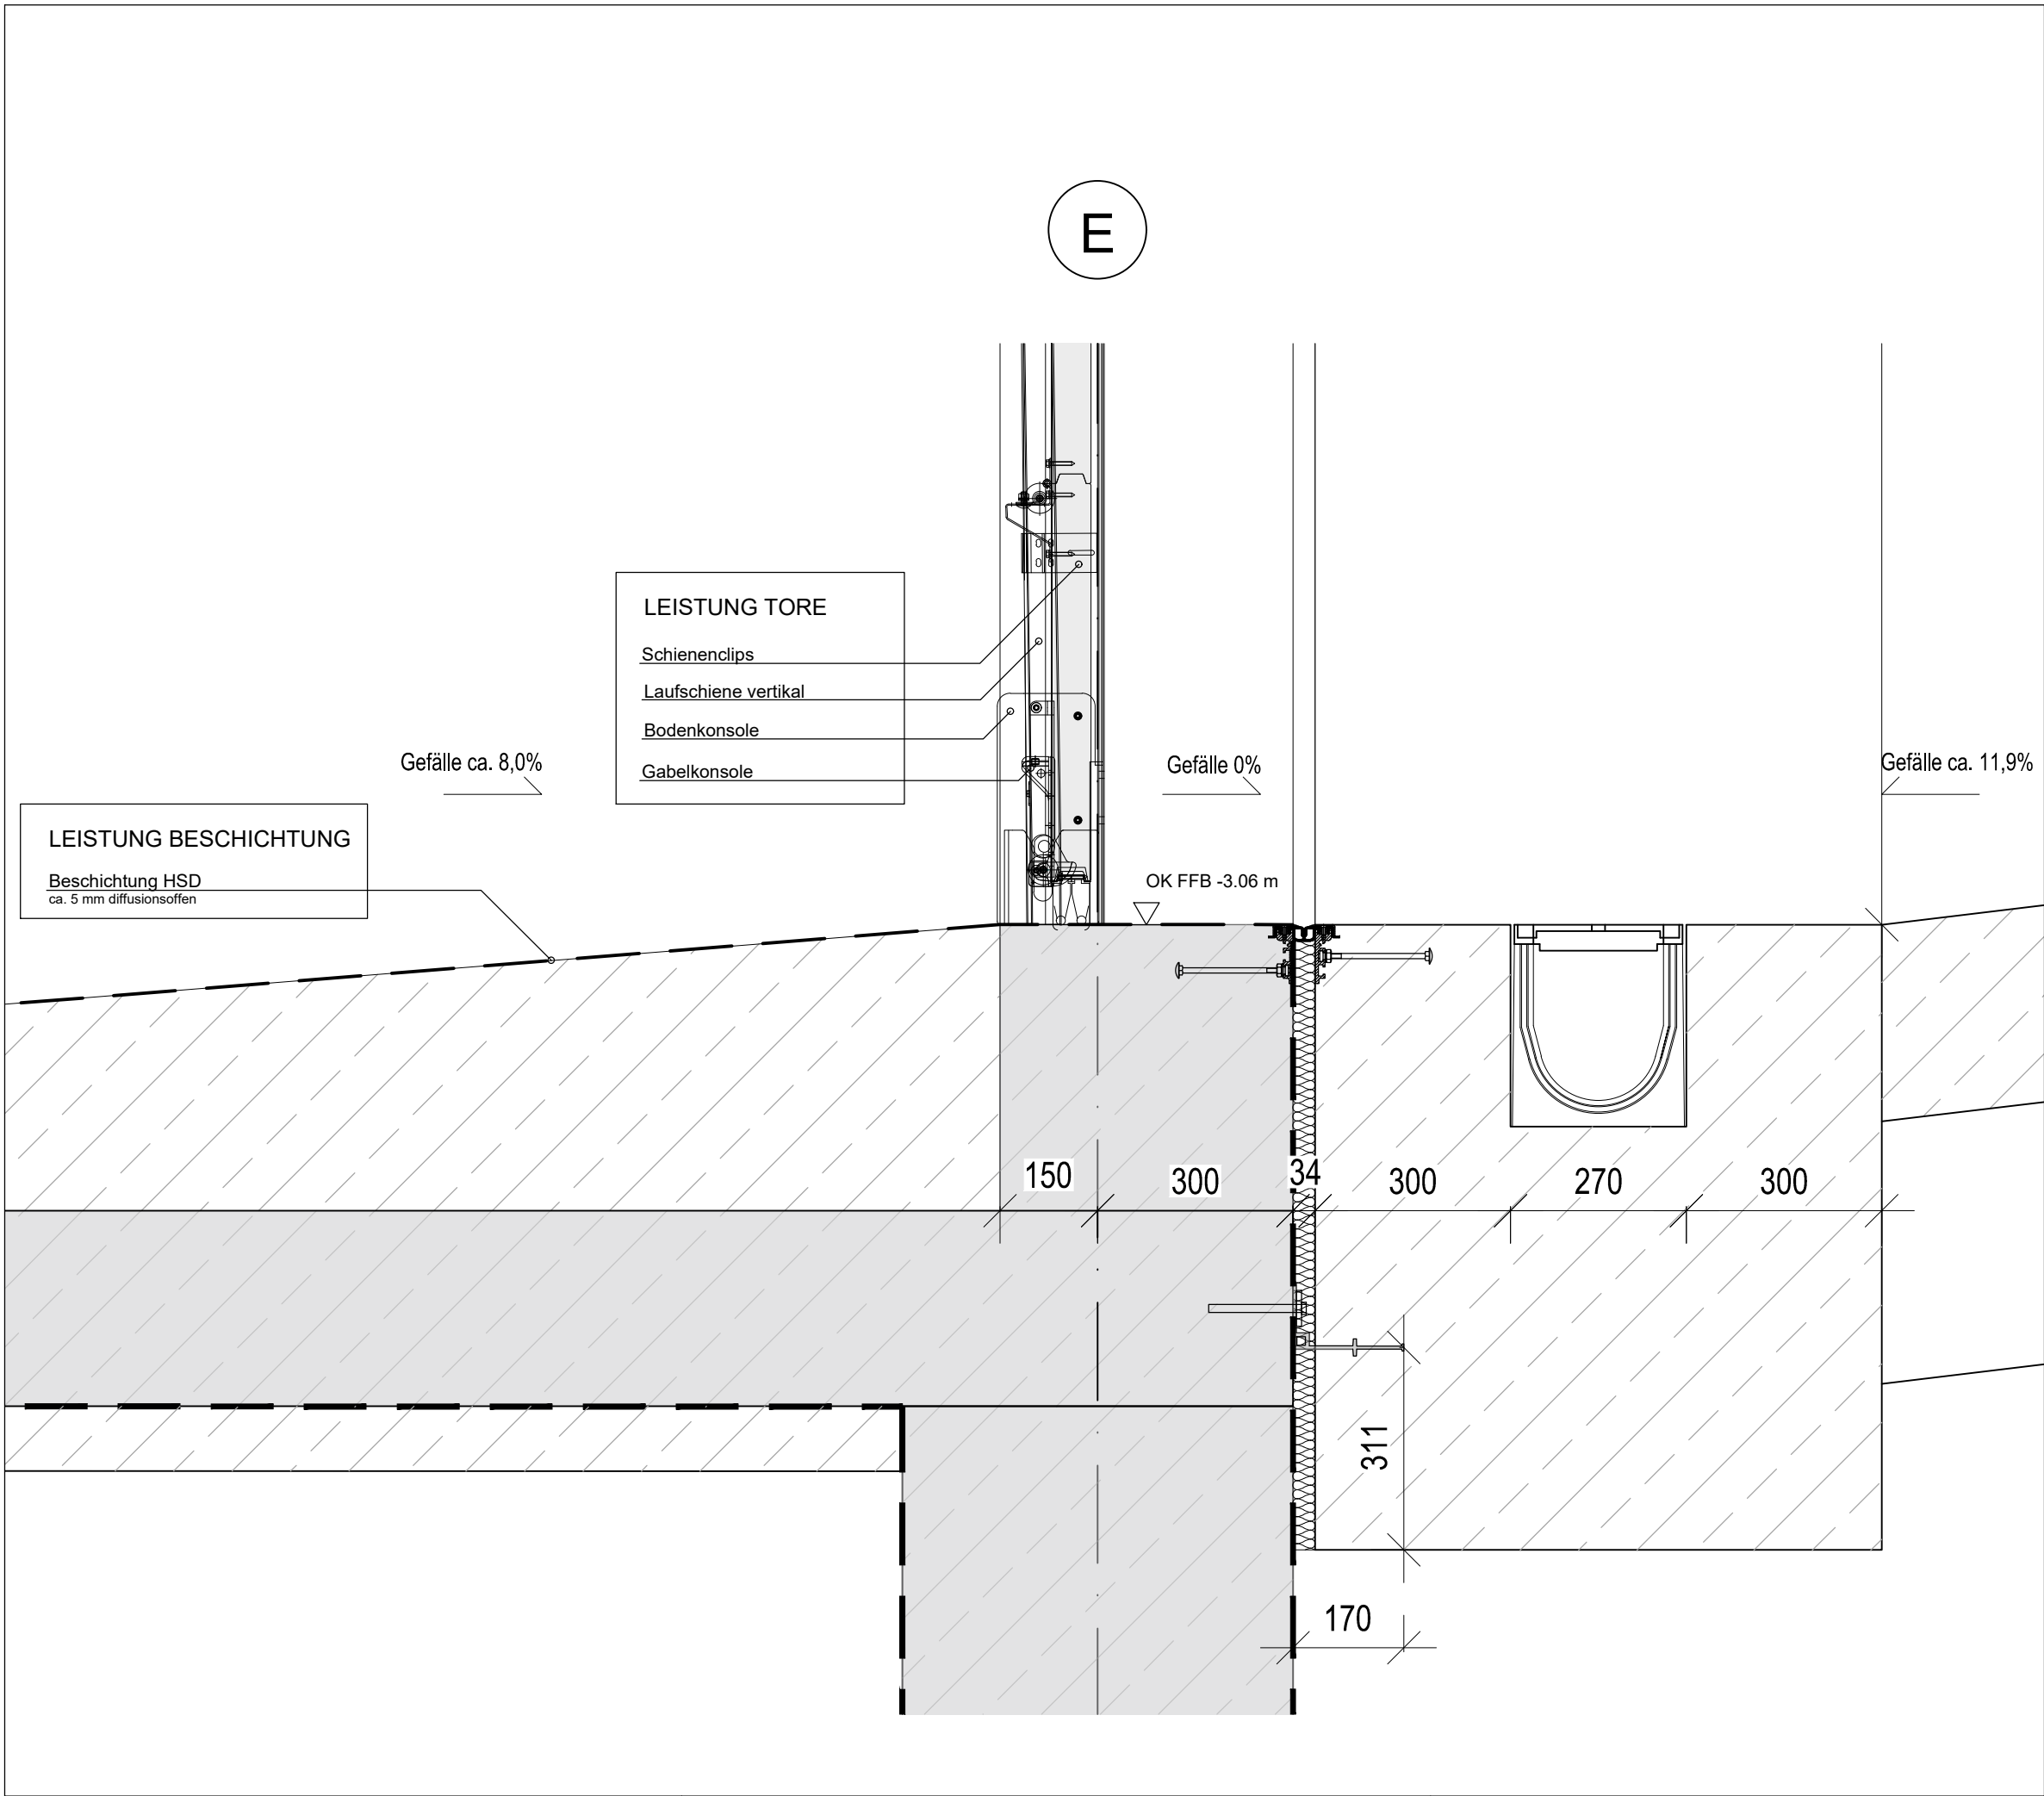 E
LEISTUNG TORE
Schienenclips
Laufschiene vertikal
Bodenkonsole
Gabelkonsole
Gefälle ca. 8,0%
Gefälle 0%
Gefälle ca. 11,9%
LEISTUNG BESCHICHTUNG
Beschichtung HSD
ca. 5 mm diffusionsoffen
OK FFB -3.06 m
150
300
34
300
270
300
311
170